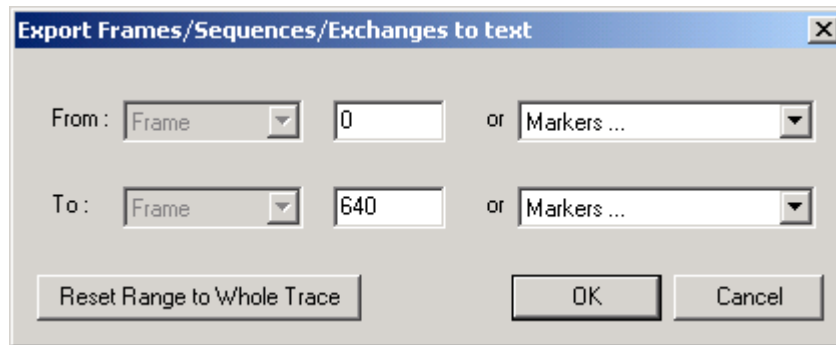 Export Frames/Sequences/Exchanges to text
From : Frame 0 or Markers ...
To : Frame 640 or Markers ...
Reset Range to Whole Trace OK Cancel